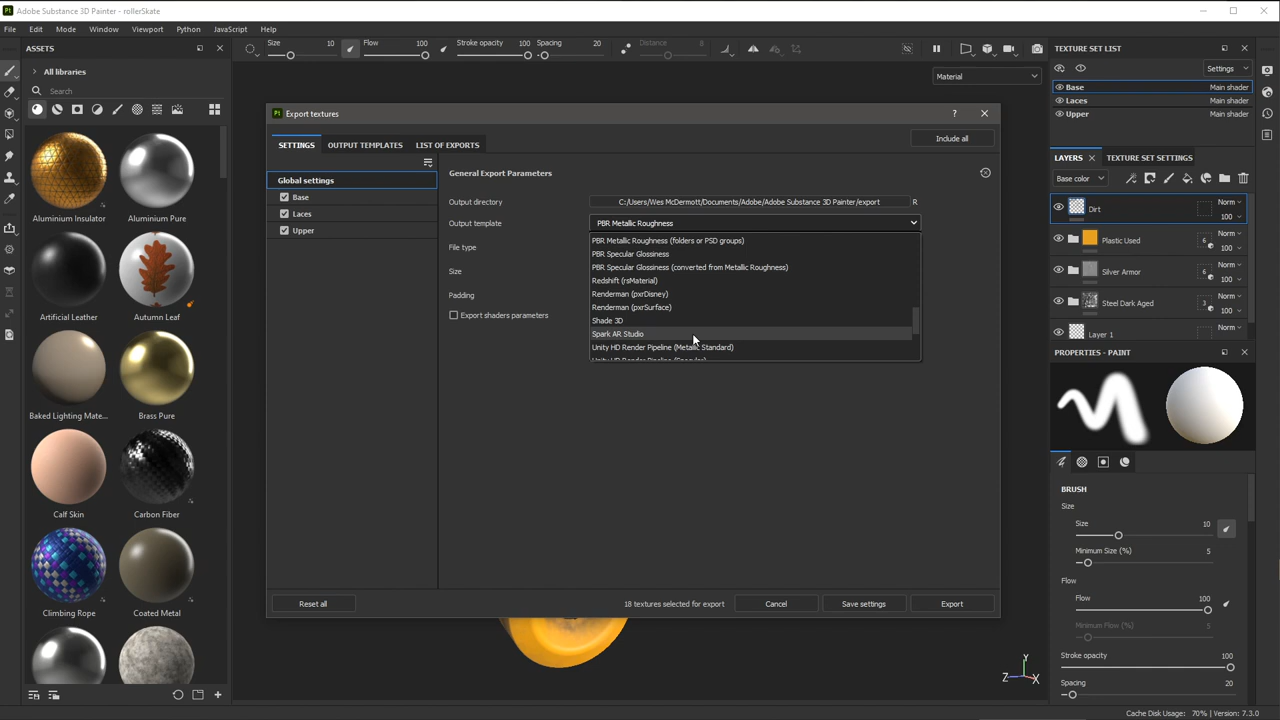 Adobe Substance 3D Painter - rollerSkate
File Edit Mode Window Viewport Python JavaScript Help
ASSETS
All libraries
Search
Aluminium Insulator
Aluminium Pure
Artificial Leather
Autumn Leaf
Baked Lighting Mate...
Brass Pure
Calf Skin
Carbon Fiber
Climbing Rope
Coated Metal
Size 10 Flow 100 Stroke opacity 100 Spacing 20 Distance 8
Material
Export textures
SETTINGS OUTPUT TEMPLATES LIST OF EXPORTS
Include all
Global settings
Base
Laces
Upper
General Export Parameters
Output directory C:/Users/Wes McDermott/Documents/Adobe/Adobe Substance 3D Painter/export R
Output template PBR Metallic Roughness
File type
Size
Padding
Export shaders parameters
PBR Metallic Roughness (folders or PSD groups)
PBR Specular Glossiness
PBR Specular Glossiness (converted from Metallic Roughness)
Redshift (rsMaterial)
Renderman (pxrDisney)
Renderman (pxrSurface)
Shade 3D
Spark AR Studio
Unity HD Render Pipeline (Metallic Standard)
Unity HD Render Pipeline (Specular)
Reset all
18 textures selected for export
Cancel
Save settings
Export
Y
Z
X
TEXTURE SET LIST
Settings
Base Main shader
Laces Main shader
Upper Main shader
LAYERS TEXTURE SET SETTINGS
Base color
Dirt Norm 100
Plastic Used 6 Norm 100
Silver Armor 6 Norm 100
Steel Dark Aged 3 Norm 100
Layer 1 Norm
PROPERTIES - PAINT
BRUSH
Size
Size 10
Minimum Size (%) 5
Flow
Flow 100
Minimum Flow (%) 5
Stroke opacity 100
Spacing 20
Cache Disk Usage: 70% | Version: 7.3.0